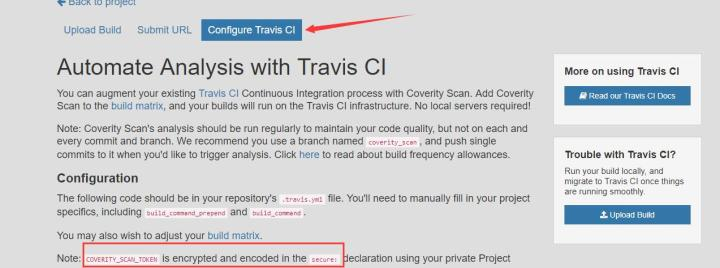 Back to project
Upload Build
Submit URL
Configure Travis CI
Automate Analysis with Travis CI
You can augment your existing Travis CI Continuous Integration process with Coverity Scan. Add Coverity
Scan to the build matrix, and your builds will run on the Travis CI infrastructure. No local servers required!
Note: Coverity Scan's analysis should be run regularly to maintain your code quality, but not on each and
every commit and branch. We recommend you use a branch named coverity_scan, and push single
commits to it when you'd like to trigger analysis. Click here to read about build frequency allowances.
Configuration
The following code should be in your repository's .travis.yml file. You'll need to manually fill in your project
specifics, including build_command_prepend and build_command.
You may also wish to adjust your build matrix.
Note: COVERITY_SCAN_TOKEN is encrypted and encoded in the secure: declaration using your private Project
More on using Travis CI
Read our Travis CI Docs
Trouble with Travis CI?
Run your build locally, and
migrate to Travis CI once things
are running smoothly.
Upload Build